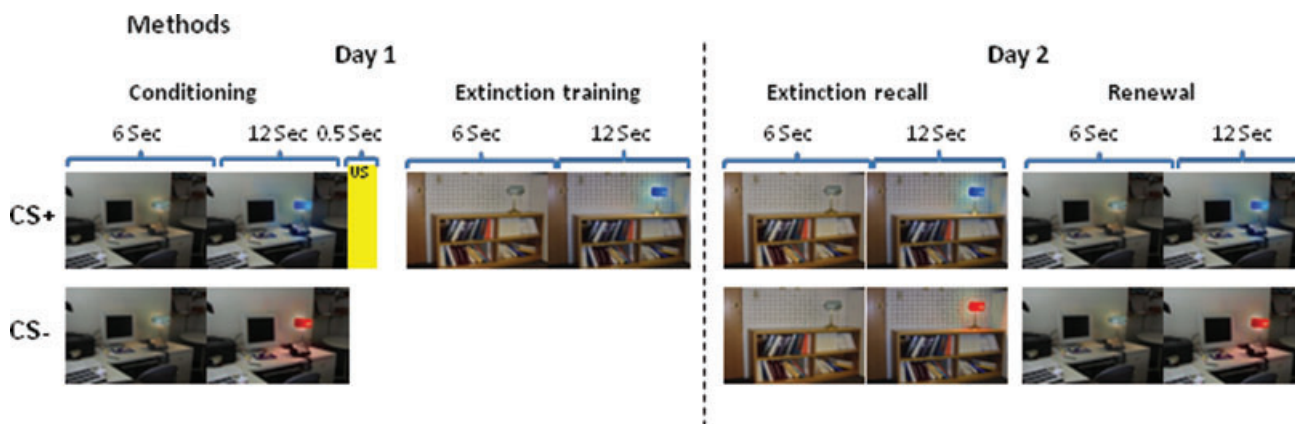 Methods
Day 1
Day 2
Conditioning
Extinction training
Extinction recall
Renewal
6 Sec
12 Sec
0.5 Sec
6 Sec
12 Sec
6 Sec
12 Sec
6 Sec
12 Sec
US
CS+
CS-